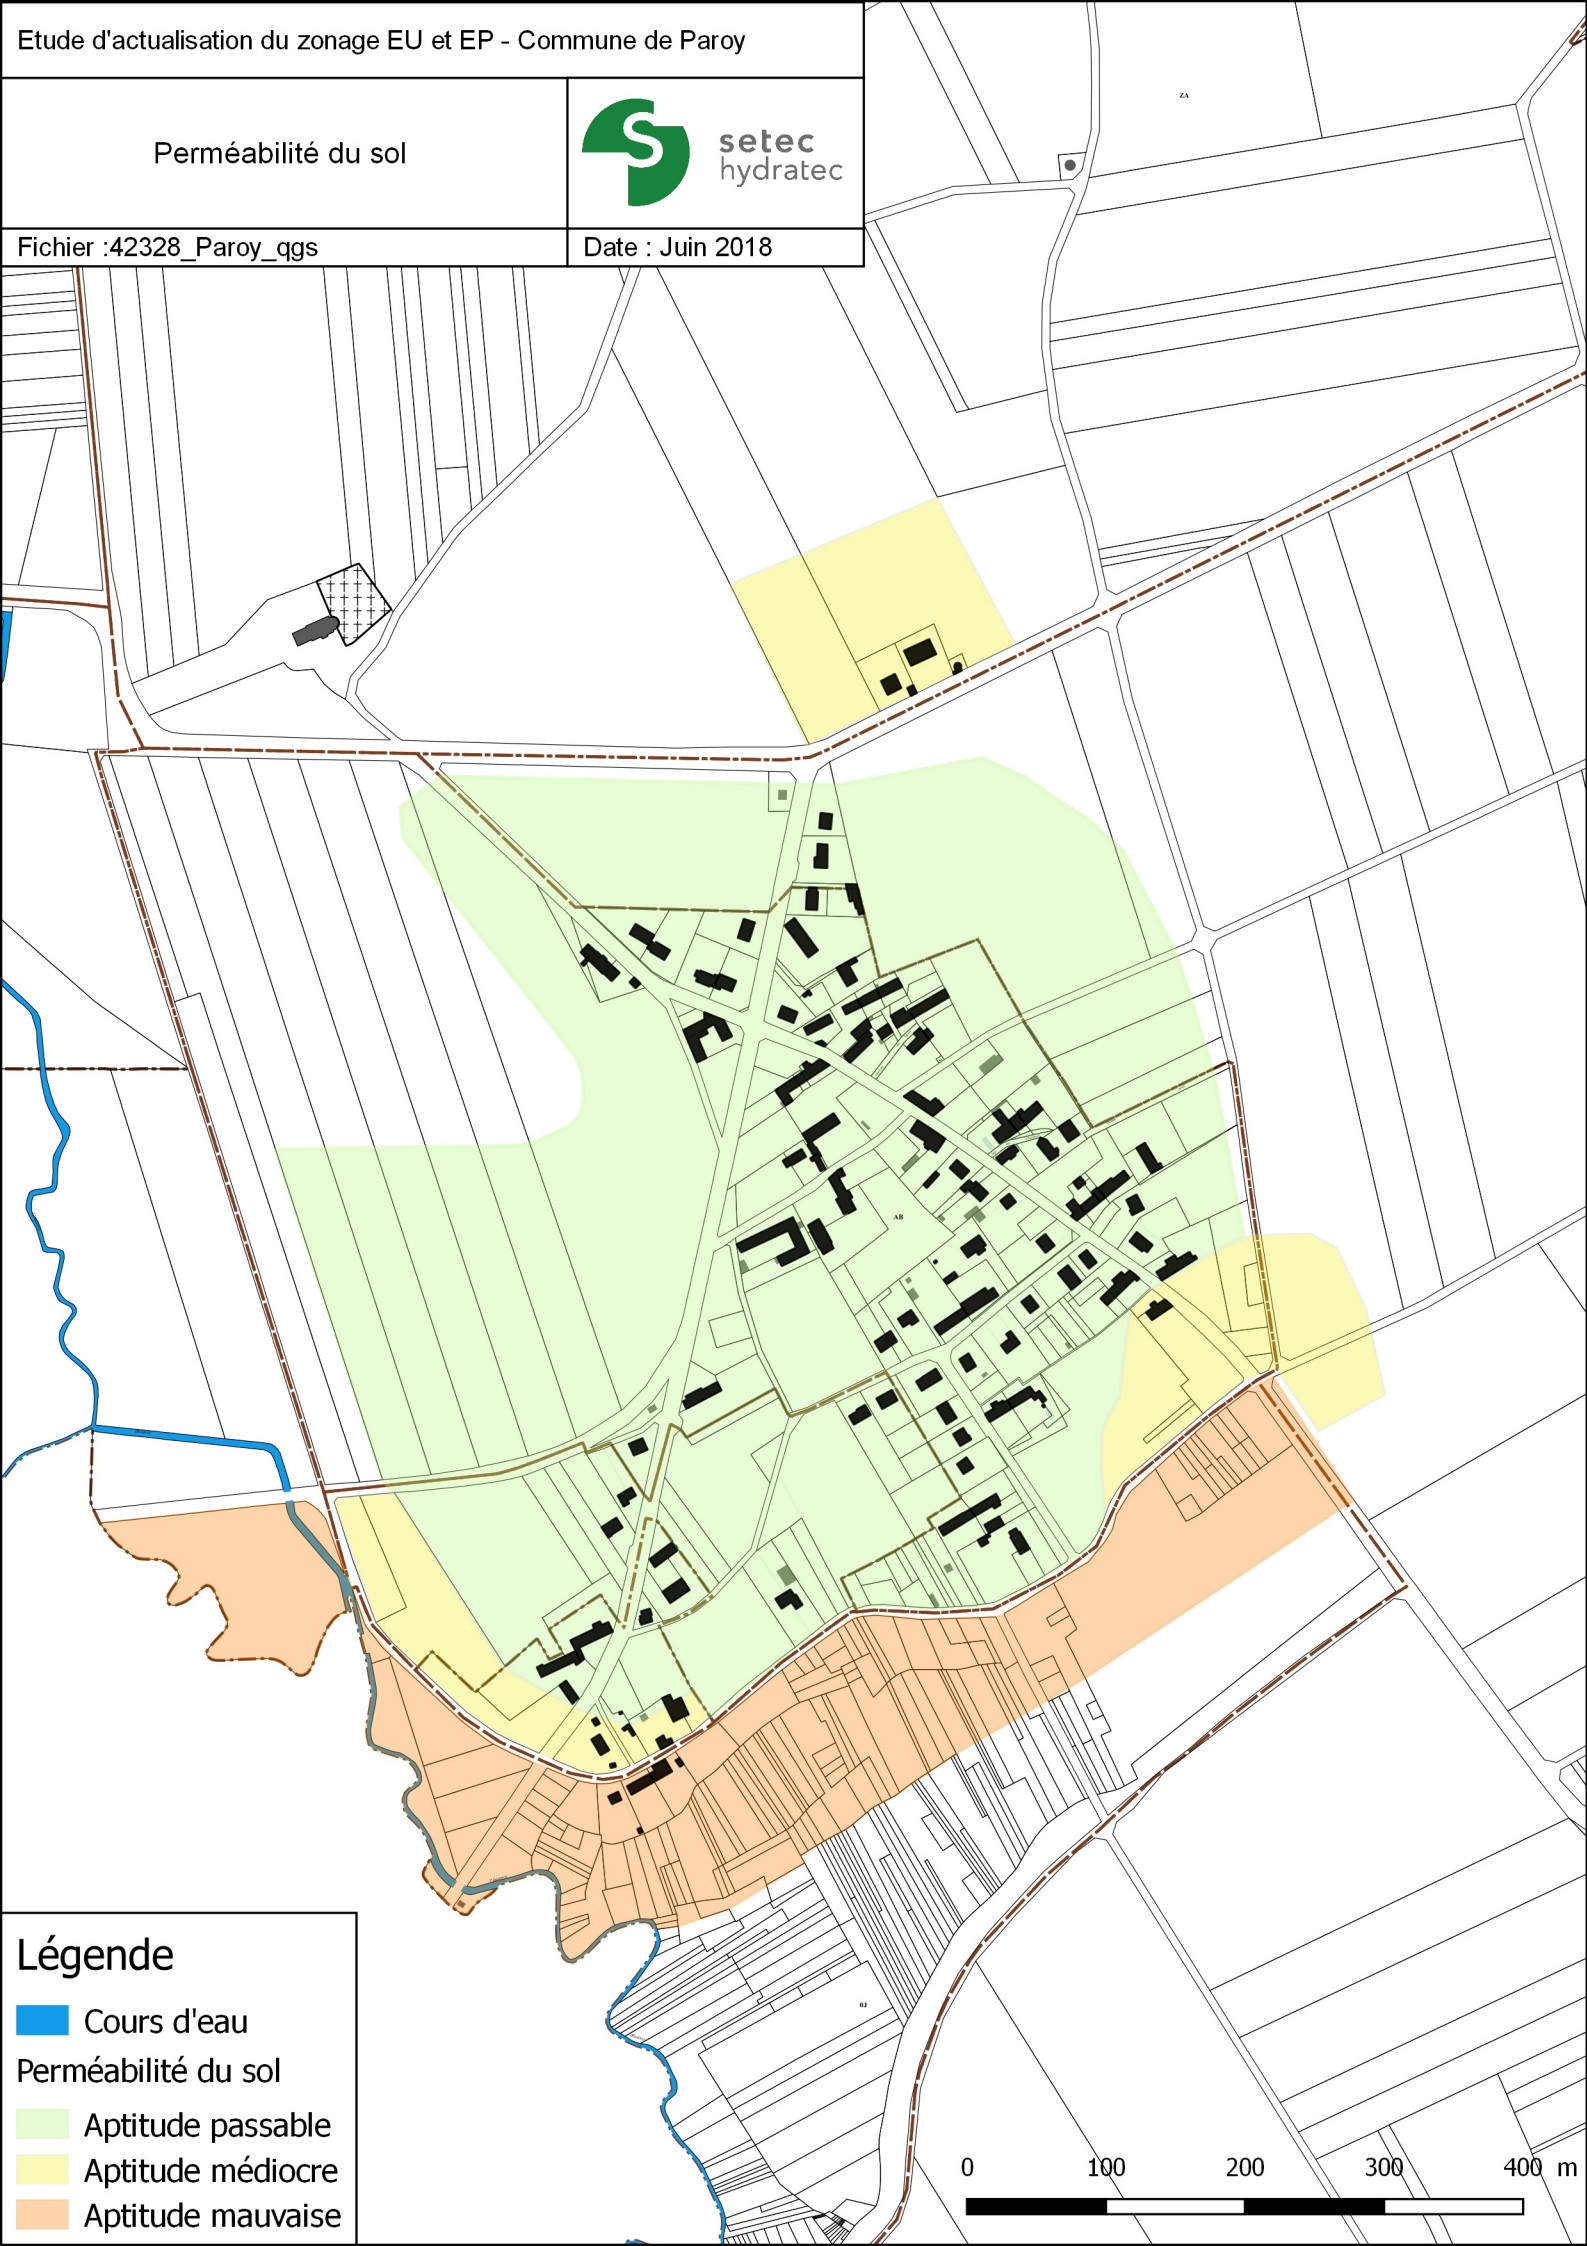 Etude d'actualisation du zonage EU et EP - Commune de Paroy
Perméabilité du sol
setec
hydratec
Fichier :42328_Paroy_qgs
Date : Juin 2018
ZA
AB
0J
Légende
Cours d'eau
Perméabilité du sol
Aptitude passable
Aptitude médiocre
Aptitude mauvaise
0 100 200 300 400 m